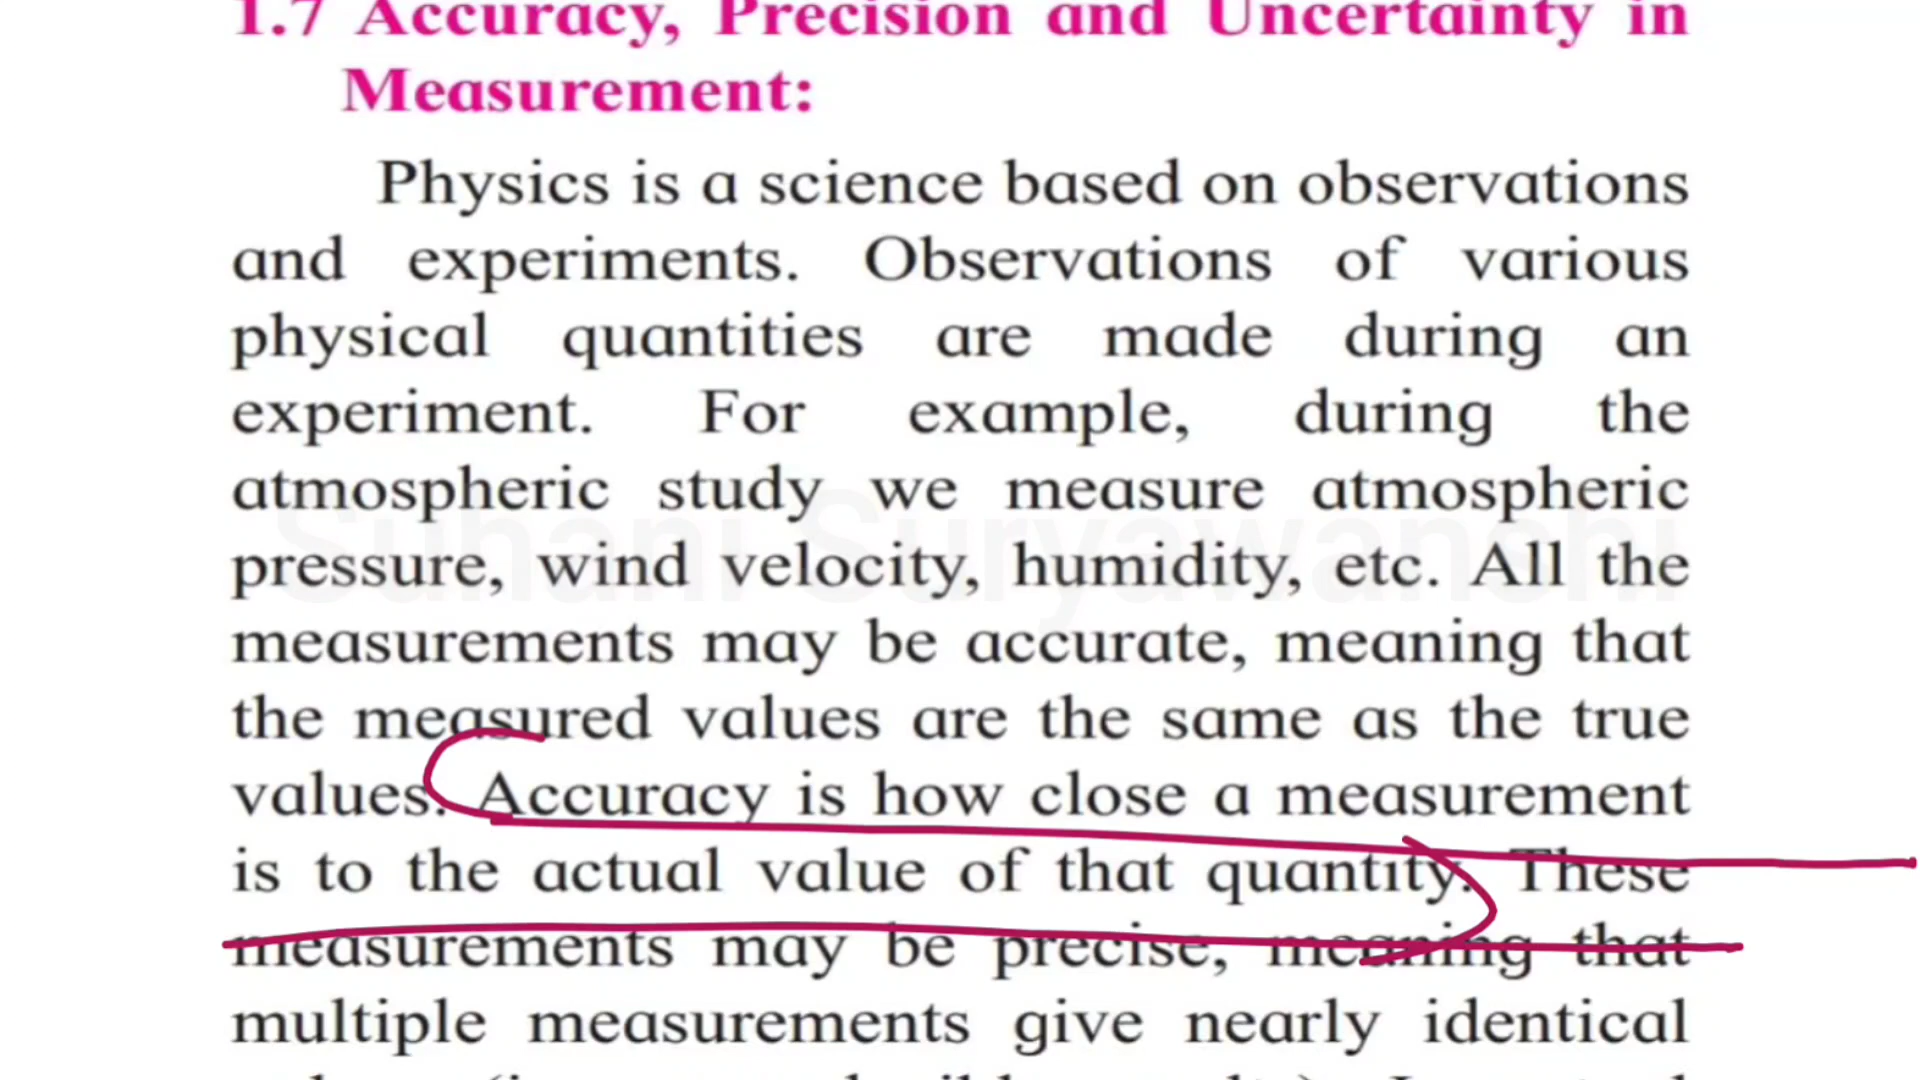 1.7 Accuracy, Precision and Uncertainty in
Measurement:
Physics is a science based on observations
and experiments. Observations of various
physical quantities are made during an
experiment. For example, during the
atmospheric study we measure atmospheric
Suhani Suryawanshi
pressure, wind velocity, humidity, etc. All the
measurements may be accurate, meaning that
the measured values are the same as the true
values. Accuracy is how close a measurement
is to the actual value of that quantity. These
measurements may be precise, meaning that
multiple measurements give nearly identical